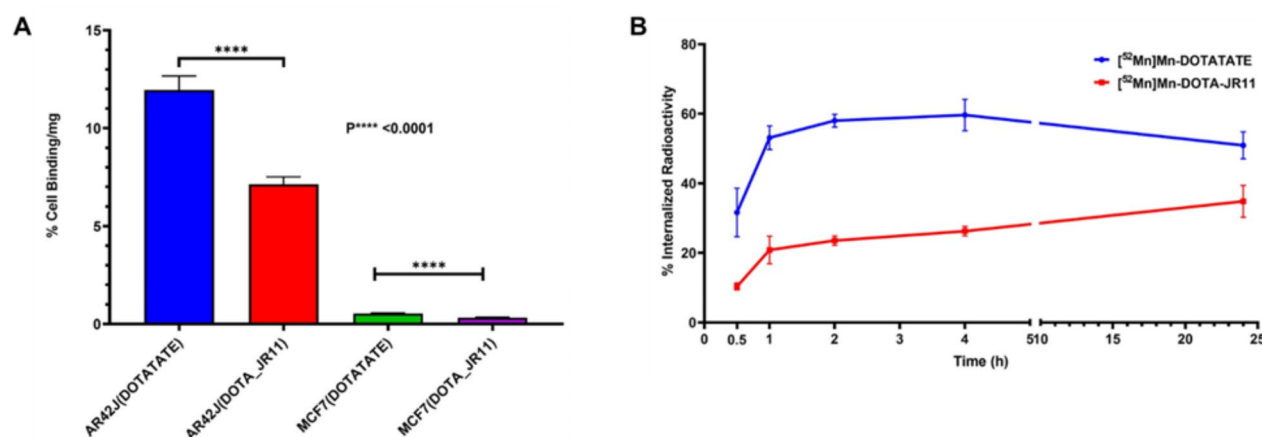 A
% Cell Binding/mg
15
10
5
0
****
****
P**** <0.0001
AR42J(DOTATATE)
AR42J(DOTA_JR11)
MCF7(DOTATATE)
MCF7(DOTA_JR11)
B
% Internalized Radioactivity
80
60
40
20
0
[⁵²Mn]Mn-DOTATATE
[⁵²Mn]Mn-DOTA-JR11
0 0.5 1 2 3 4 5 10 15 20 25
Time (h)